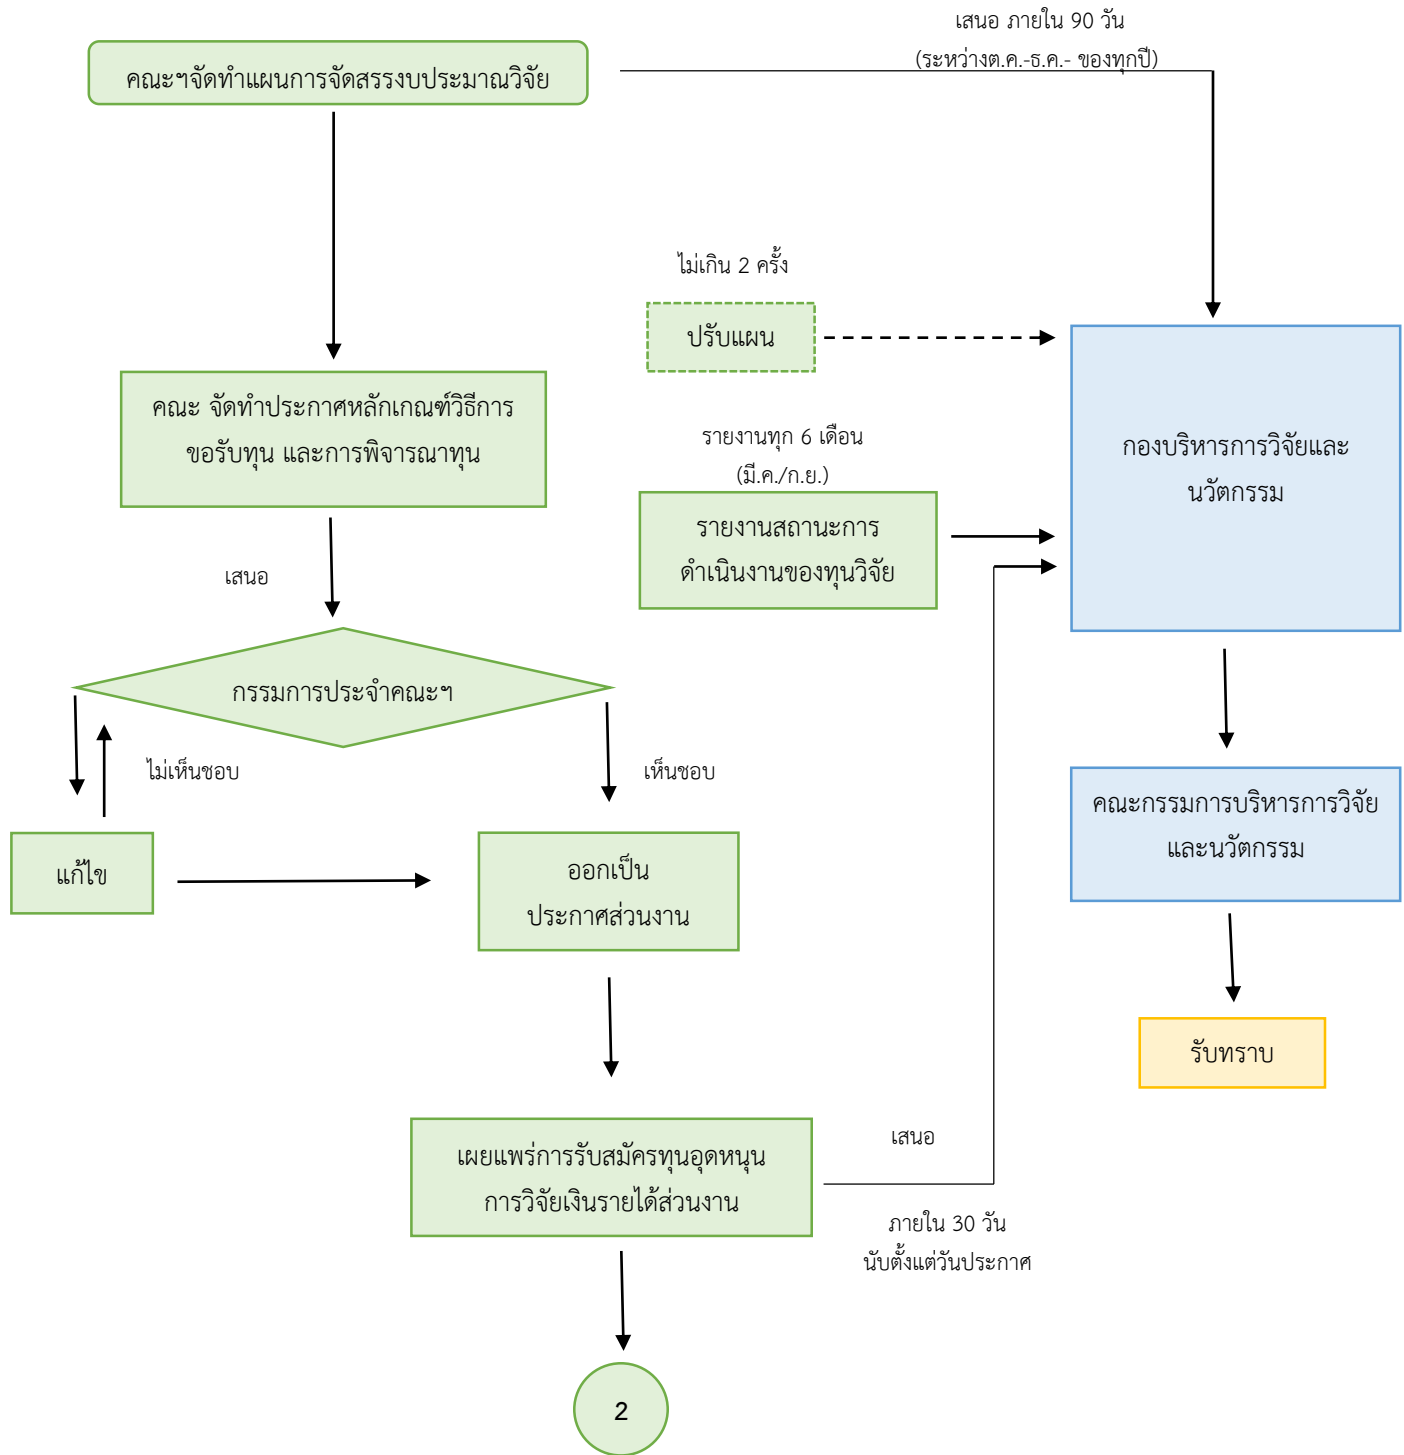 เสนอ ภายใน 90 วัน
(ระหว่างต.ค.-ธ.ค.- ของทุกปี)
คณะฯจัดทำแผนการจัดสรรงบประมาณวิจัย
ไม่เกิน 2 ครั้ง
ปรับแผน
คณะ จัดทำประกาศหลักเกณฑ์วิธีการ
ขอรับทุน และการพิจารณาทุน
รายงานทุก 6 เดือน
(มี.ค./ก.ย.)
รายงานสถานะการ
ดำเนินงานของทุนวิจัย
กองบริหารการวิจัยและ
นวัตกรรม
เสนอ
กรรมการประจำคณะฯ
ไม่เห็นชอบ
เห็นชอบ
แก้ไข
ออกเป็น
ประกาศส่วนงาน
คณะกรรมการบริหารการวิจัย
และนวัตกรรม
รับทราบ
เผยแพร่การรับสมัครทุนอุดหนุน
การวิจัยเงินรายได้ส่วนงาน
เสนอ
ภายใน 30 วัน
นับตั้งแต่วันประกาศ
2